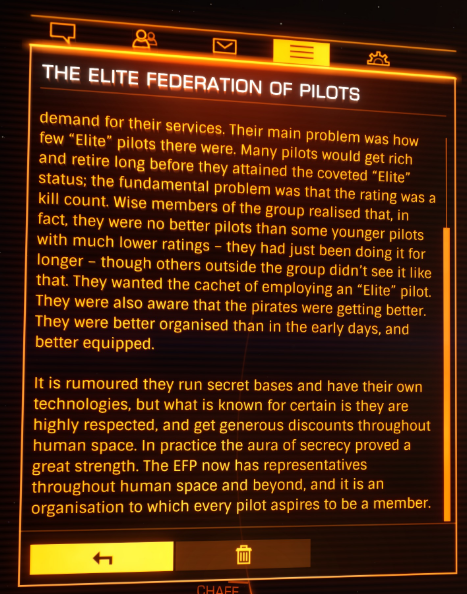 THE ELITE FEDERATION OF PILOTS
demand for their services. Their main problem was how
few “Elite” pilots there were. Many pilots would get rich
and retire long before they attained the coveted “Elite”
status; the fundamental problem was that the rating was a
kill count. Wise members of the group realised that, in
fact, they were no better pilots than some younger pilots
with much lower ratings – they had just been doing it for
longer – though others outside the group didn’t see it like
that. They wanted the cachet of employing an “Elite” pilot.
They were also aware that the pirates were getting better.
They were better organised than in the early days, and
better equipped.
It is rumoured they run secret bases and have their own
technologies, but what is known for certain is they are
highly respected, and get generous discounts throughout
human space. In practice the aura of secrecy proved a
great strength. The EFP now has representatives
throughout human space and beyond, and it is an
organisation to which every pilot aspires to be a member.
CHAFF